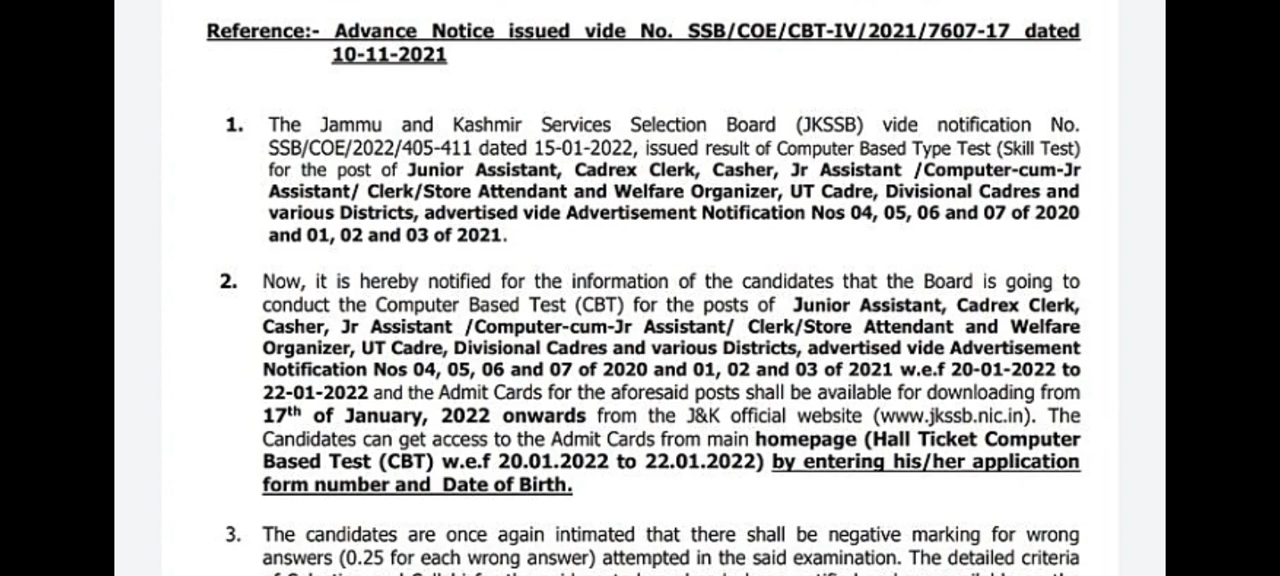 Reference:- Advance Notice issued vide No. SSB/COE/CBT-IV/2021/7607-17 dated
10-11-2021
1. The Jammu and Kashmir Services Selection Board (JKSSB) vide notification No.
SSB/COE/2022/405-411 dated 15-01-2022, issued result of Computer Based Type Test (Skill Test)
for the post of Junior Assistant, Cadrex Clerk, Casher, Jr Assistant /Computer-cum-Jr
Assistant/ Clerk/Store Attendant and Welfare Organizer, UT Cadre, Divisional Cadres and
various Districts, advertised vide Advertisement Notification Nos 04, 05, 06 and 07 of 2020
and 01, 02 and 03 of 2021.
2. Now, it is hereby notified for the information of the candidates that the Board is going to
conduct the Computer Based Test (CBT) for the posts of Junior Assistant, Cadrex Clerk,
Casher, Jr Assistant /Computer-cum-Jr Assistant/ Clerk/Store Attendant and Welfare
Organizer, UT Cadre, Divisional Cadres and various Districts, advertised vide Advertisement
Notification Nos 04, 05, 06 and 07 of 2020 and 01, 02 and 03 of 2021 w.e.f 20-01-2022 to
22-01-2022 and the Admit Cards for the aforesaid posts shall be available for downloading from
17th of January, 2022 onwards from the J&K official website (www.jkssb.nic.in). The
Candidates can get access to the Admit Cards from main homepage (Hall Ticket Computer
Based Test (CBT) w.e.f 20.01.2022 to 22.01.2022) by entering his/her application
form number and Date of Birth.
3. The candidates are once again intimated that there shall be negative marking for wrong
answers (0.25 for each wrong answer) attempted in the said examination. The detailed criteria